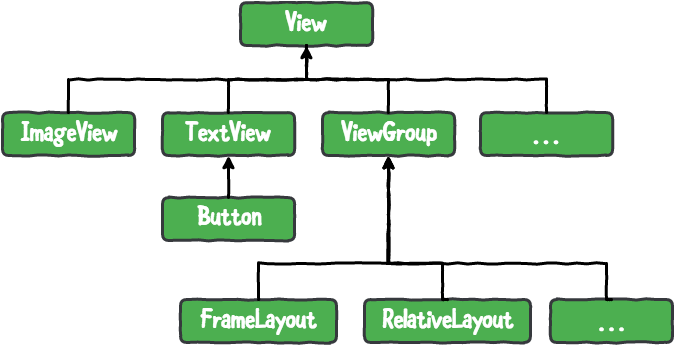 View
ImageView
TextView
ViewGroup
...
Button
FrameLayout
RelativeLayout
...